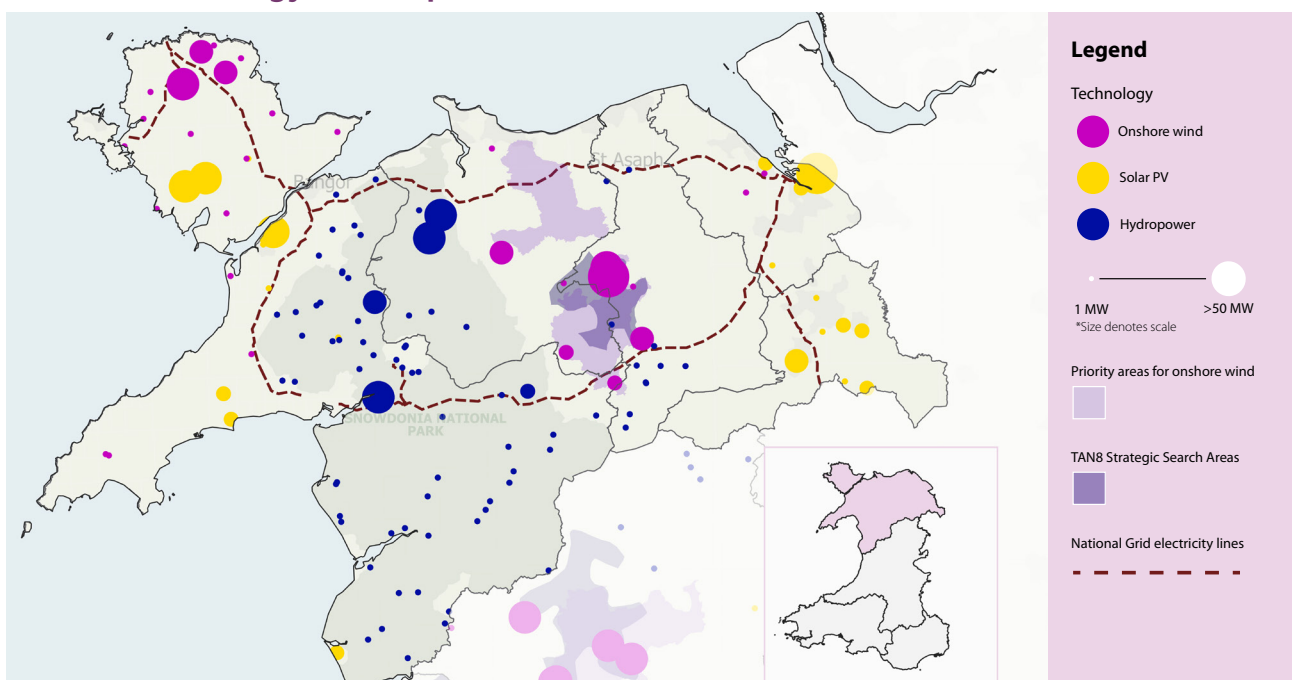 Bangor
St Asaph
SNOWDONIA NATIONAL
PARK
Legend
Technology
Onshore wind
Solar PV
Hydropower
1 MW
>50 MW
*Size denotes scale
Priority areas for onshore wind
TAN8 Strategic Search Areas
National Grid electricity lines